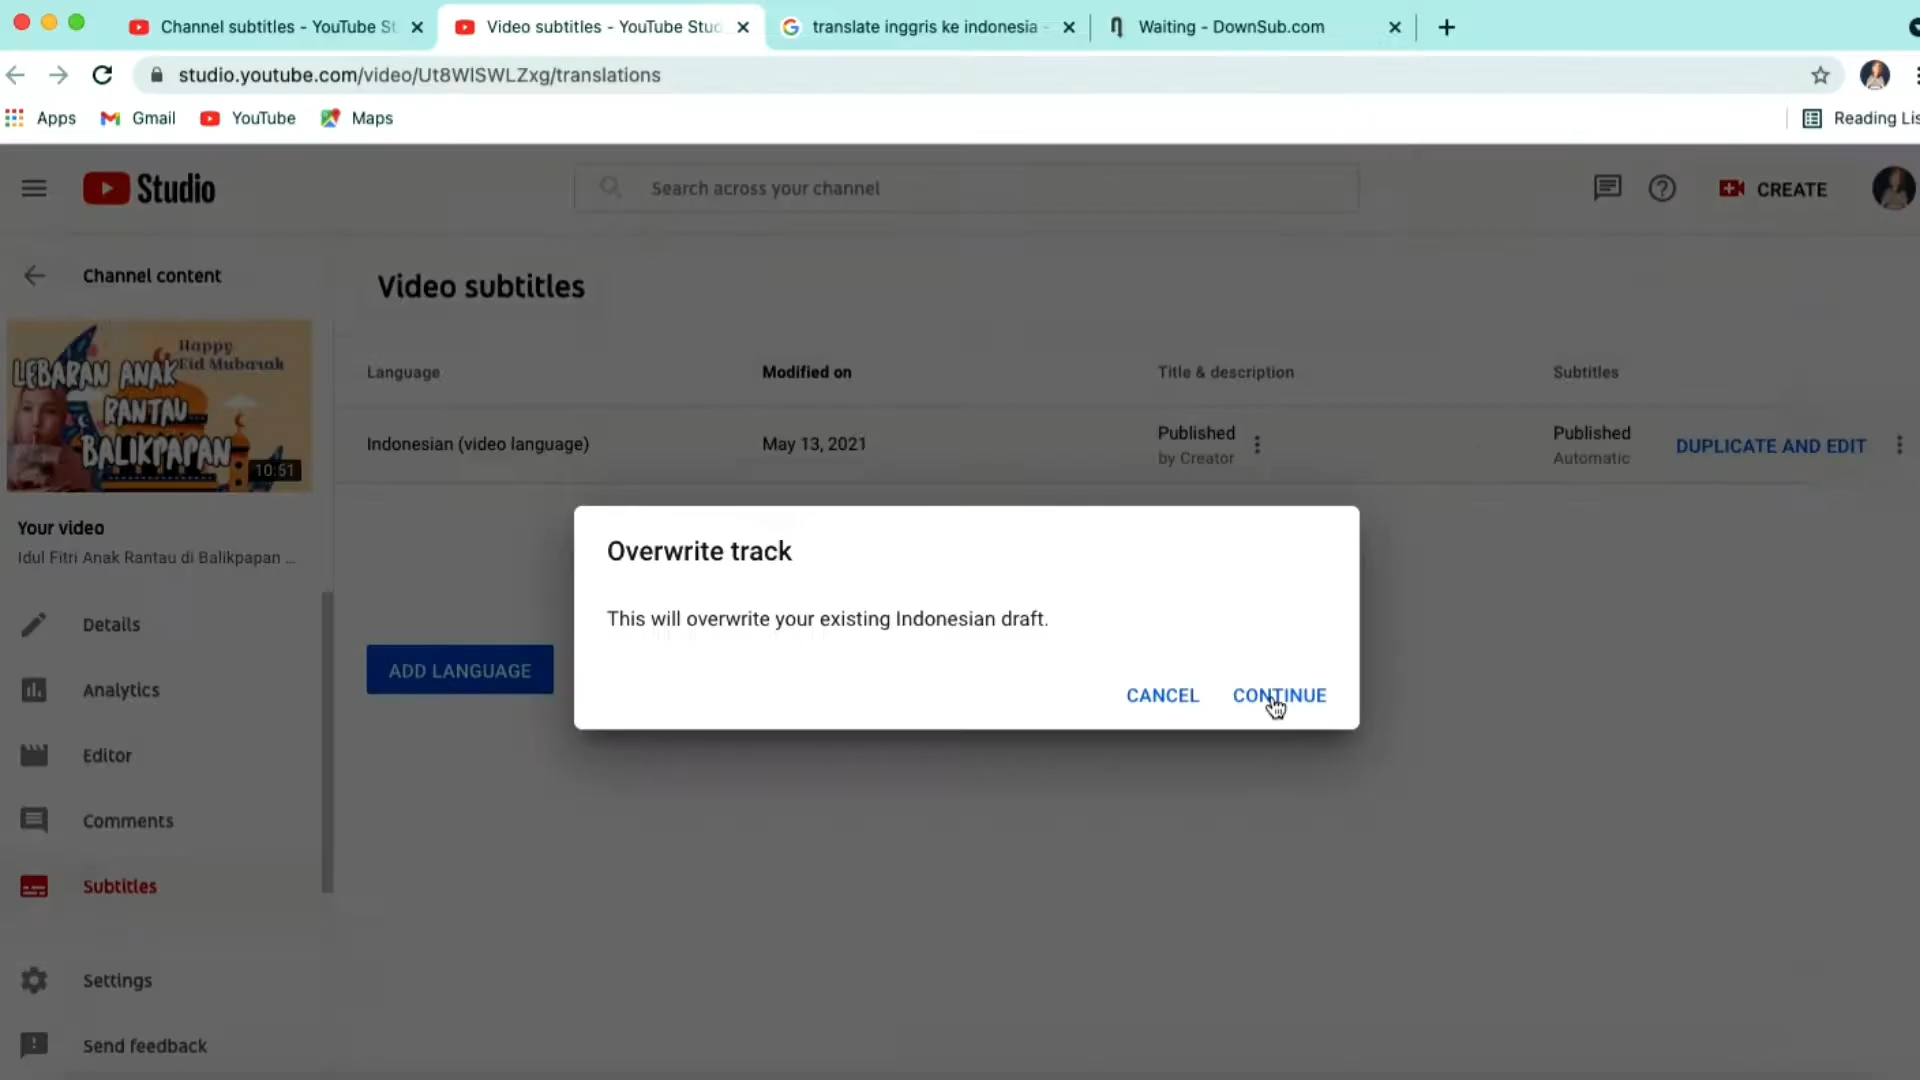 Channel subtitles - YouTube St
Video subtitles - YouTube Stud
translate inggris ke indonesia -
Waiting - DownSub.com
studio.youtube.com/video/Ut8WlSWLZxg/translations
Apps
Gmail
YouTube
Maps
Reading Lis
Studio
Search across your channel
CREATE
Channel content
Video subtitles
Happy
Eid Mubarak
LEBARAN ANAK
RANTAU
BALIKPAPAN
10:51
Language
Modified on
Title & description
Subtitles
Indonesian (video language)
May 13, 2021
Published
by Creator
Published
Automatic
DUPLICATE AND EDIT
Your video
Idul Fitri Anak Rantau di Balikpapan ...
Overwrite track
This will overwrite your existing Indonesian draft.
CANCEL
CONTINUE
ADD LANGUAGE
Details
Analytics
Editor
Comments
Subtitles
Settings
Send feedback